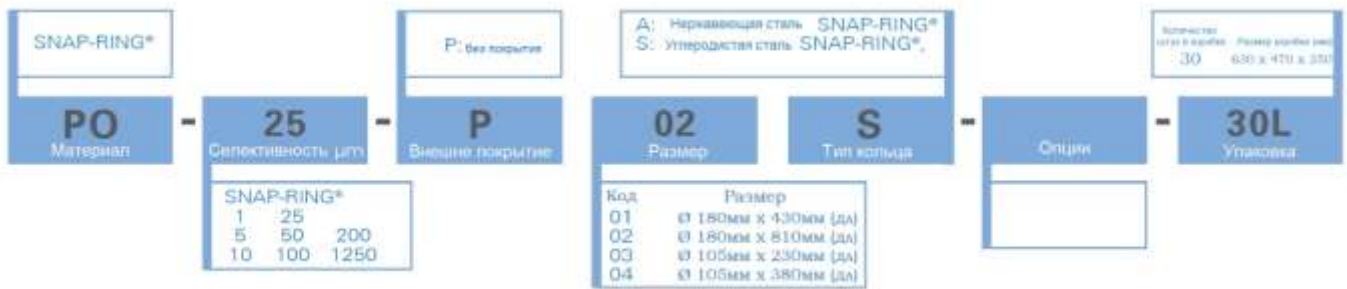 SNAP-RING®
P: без покрытия
A: Нержавеющая сталь SNAP-RING®
S: Углеродистая сталь SNAP-RING®,
Количество
штук в коробке Размер коробки (мм)
30 630 x 470 x 350
PO - 25 - P 02 S - - 30L
Материал Селективность μm Внешне покрытие Размер Тип кольца Опции Упаковка
SNAP-RING®
1 25
5 50 200
10 100 1250
Код Размер
01 Ø 180мм x 430мм (дл)
02 Ø 180мм x 810мм (дл)
03 Ø 105мм x 230мм (дл)
04 Ø 105мм x 380мм (дл)